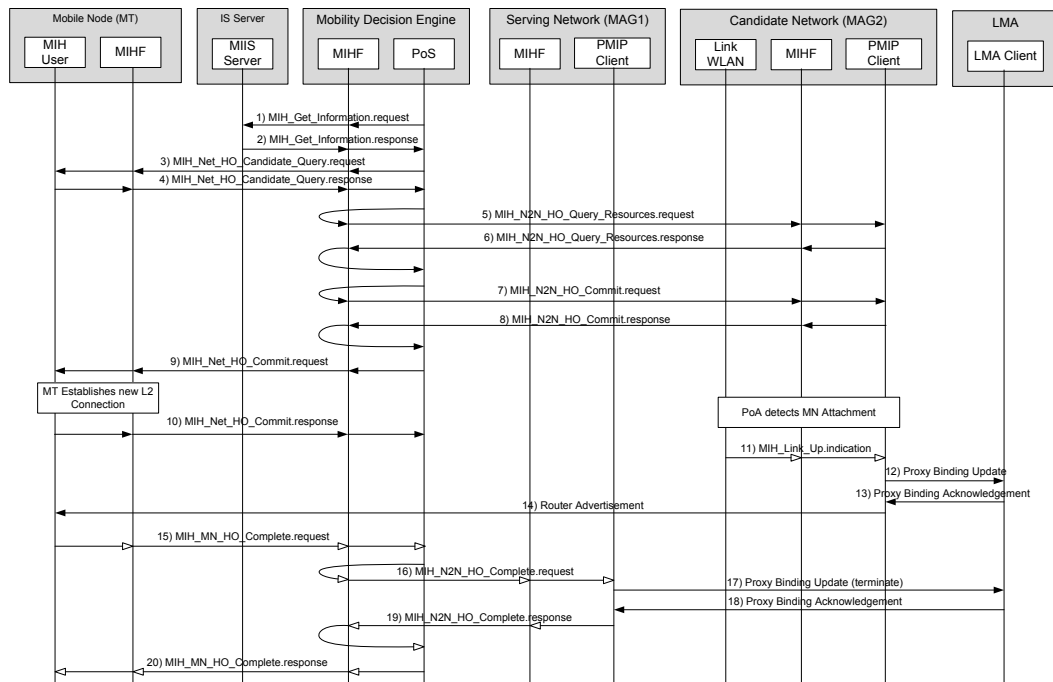 Mobile Node (MT)
IS Server
Mobility Decision Engine
Serving Network (MAG1)
Candidate Network (MAG2)
LMA
MIH
User
MIHF
MIIS
Server
MIHF
PoS
MIHF
PMIP
Client
Link
WLAN
MIHF
PMIP
Client
LMA Client
1) MIH_Get_Information.request
2) MIH_Get_Information.response
3) MIH_Net_HO_Candidate_Query.request
4) MIH_Net_HO_Candidate_Query.response
5) MIH_N2N_HO_Query_Resources.request
6) MIH_N2N_HO_Query_Resources.response
7) MIH_N2N_HO_Commit.request
8) MIH_N2N_HO_Commit.response
9) MIH_Net_HO_Commit.request
MT Establishes new L2
Connection
PoA detects MN Attachment
10) MIH_Net_HO_Commit.response
11) MIH_Link_Up.indication
12) Proxy Binding Update
13) Proxy Binding Acknowledgement
14) Router Advertisement
15) MIH_MN_HO_Complete.request
16) MIH_N2N_HO_Complete.request
17) Proxy Binding Update (terminate)
18) Proxy Binding Acknowledgement
19) MIH_N2N_HO_Complete.response
20) MIH_MN_HO_Complete.response